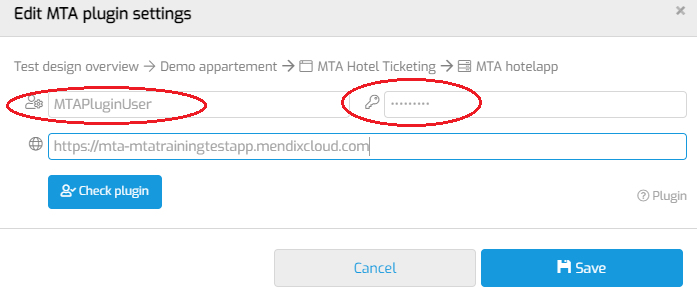 Edit MTA plugin settings ×
Test design overview → Demo appartement → MTA Hotel Ticketing → MTA hotelapp
MTAPluginUser •••••••••
https://mta-mtatrainingtestapp.mendixcloud.com
Check plugin
Plugin
Cancel Save